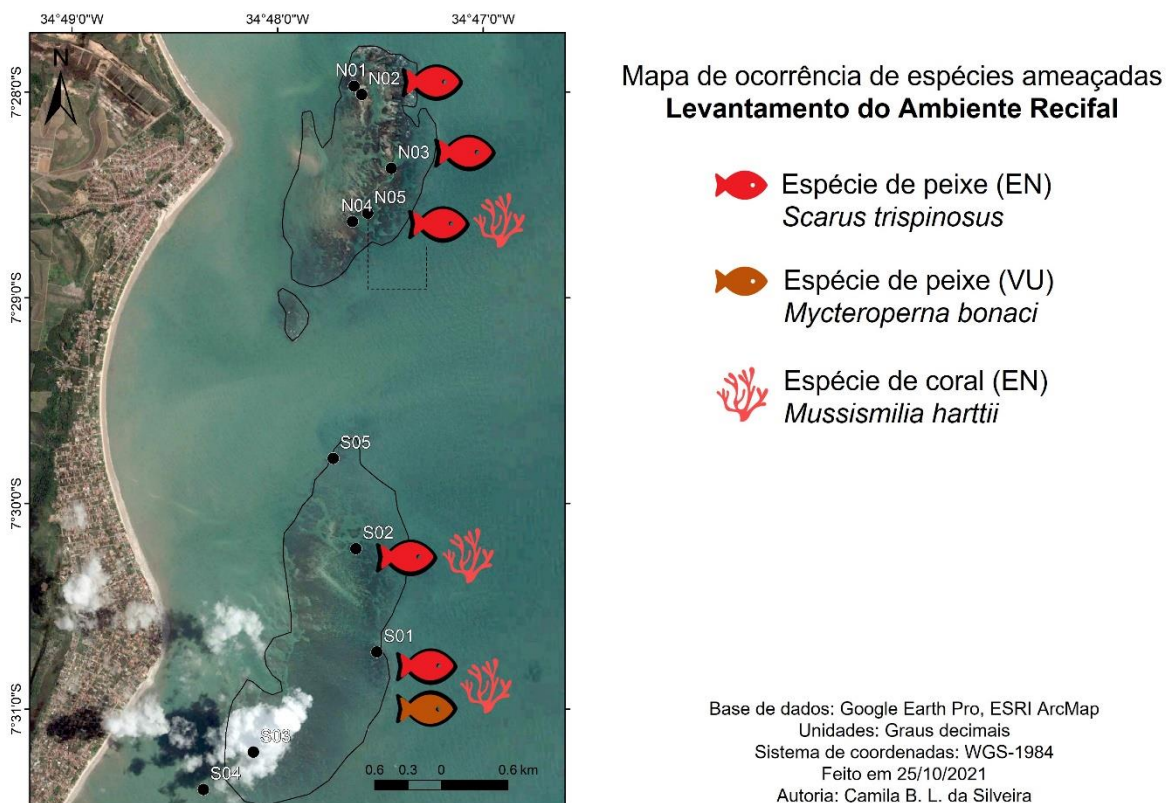 34°49'0"W
34°48'0"W
34°47'0"W
7°28'0"S
7°29'0"S
7°30'0"S
7°31'0"S
N
N01
N02
N03
N05
N04
S05
S02
S01
S03
S04
0.6 0.3 0 0.6 km
Mapa de ocorrência de espécies ameaçadas
Levantamento do Ambiente Recifal
Espécie de peixe (EN)
Scarus trispinosus
Espécie de peixe (VU)
Mycteroperna bonaci
Espécie de coral (EN)
Mussismilia harttii
Base de dados: Google Earth Pro, ESRI ArcMap
Unidades: Graus decimais
Sistema de coordenadas: WGS-1984
Feito em 25/10/2021
Autoria: Camila B. L. da Silveira